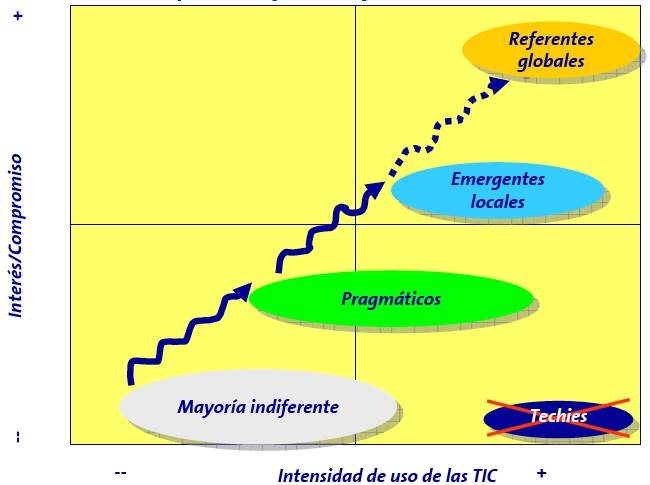 +
Referentes
globales
Emergentes
locales
Interés/Compromiso
Pragmáticos
Mayoría indiferente
Techies
--
--
Intensidad de uso de las TIC
+